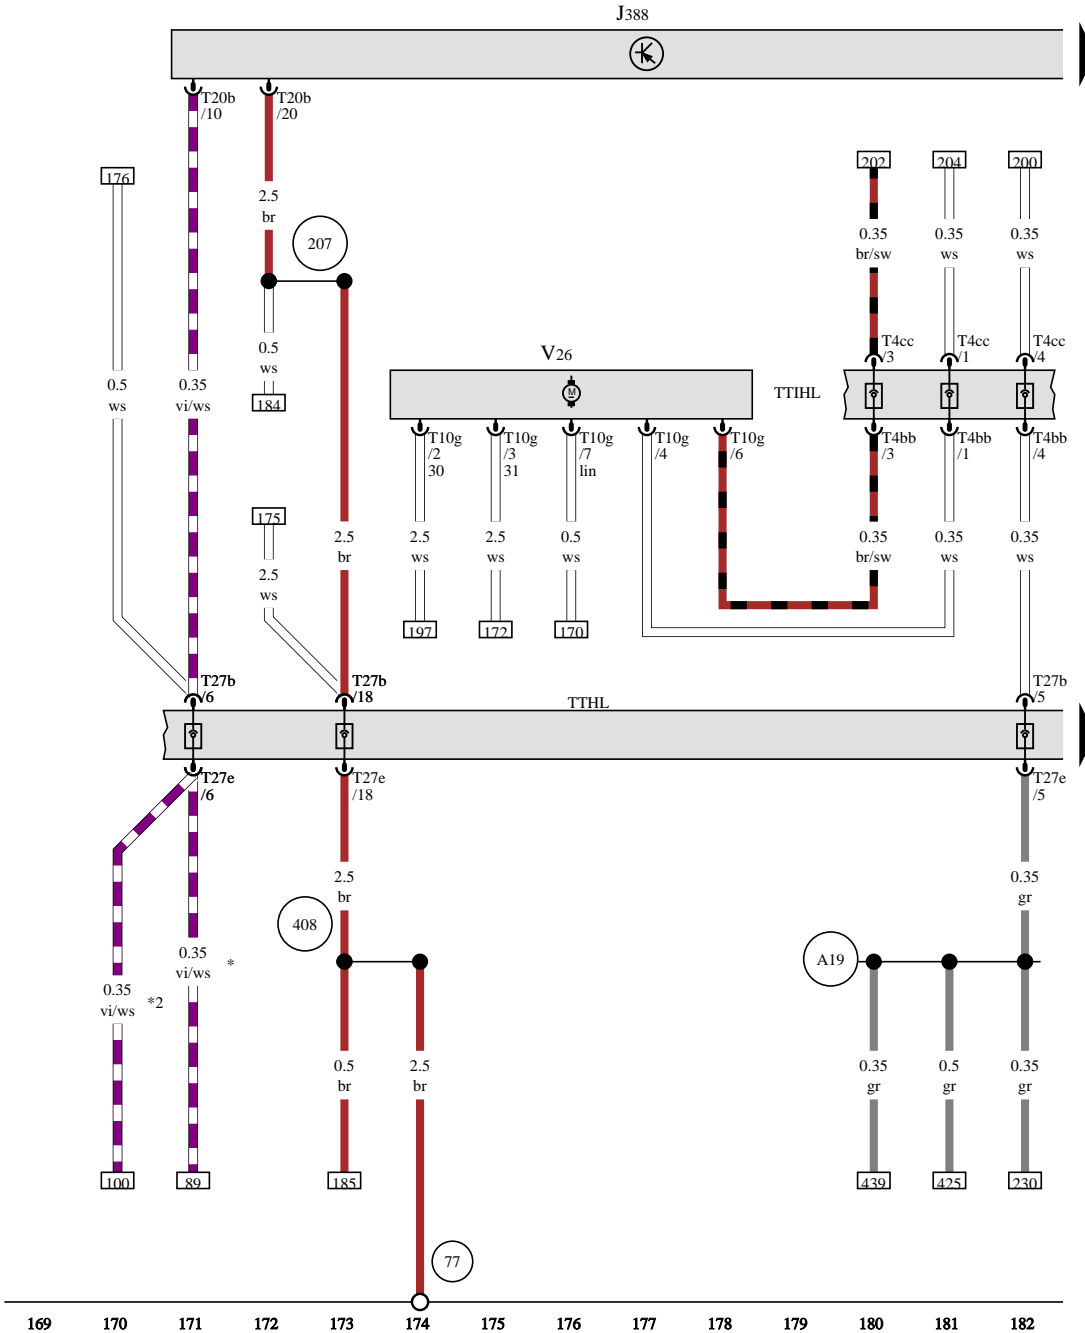 J388
T20b
/10
T20b
/20
176
202
204
200
2.5
br
207
0.35
br/sw
0.35
ws
0.35
ws
T4cc
/3
T4cc
/1
T4cc
/4
0.5
ws
V26
M
TTIHL
0.5
ws
0.35
vi/ws
184
T10g
/2
30
T10g
/3
31
T10g
/7
lin
T10g
/4
T10g
/6
T4bb
/3
T4bb
/1
T4bb
/4
175
2.5
br
2.5
ws
2.5
ws
0.5
ws
0.35
br/sw
0.35
ws
0.35
ws
2.5
ws
197
172
170
T27b
/6
T27b
/18
T27b
/5
TTHL
T27e
/6
T27e
/18
T27e
/5
2.5
br
0.35
gr
408
A19
0.35
vi/ws
*
0.35
vi/ws
*2
0.5
br
2.5
br
0.35
gr
0.5
gr
0.35
gr
100
89
185
439
425
230
77
169 170 171 172 173 174 175 176 177 178 179 180 181 182